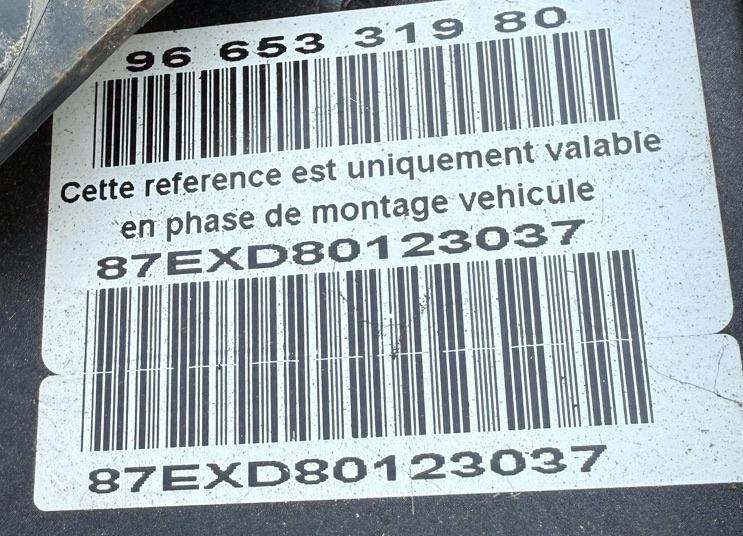 96 653 319 80
Cette reference est uniquement valable
en phase de montage vehicule
87EXD80123037
87EXD80123037